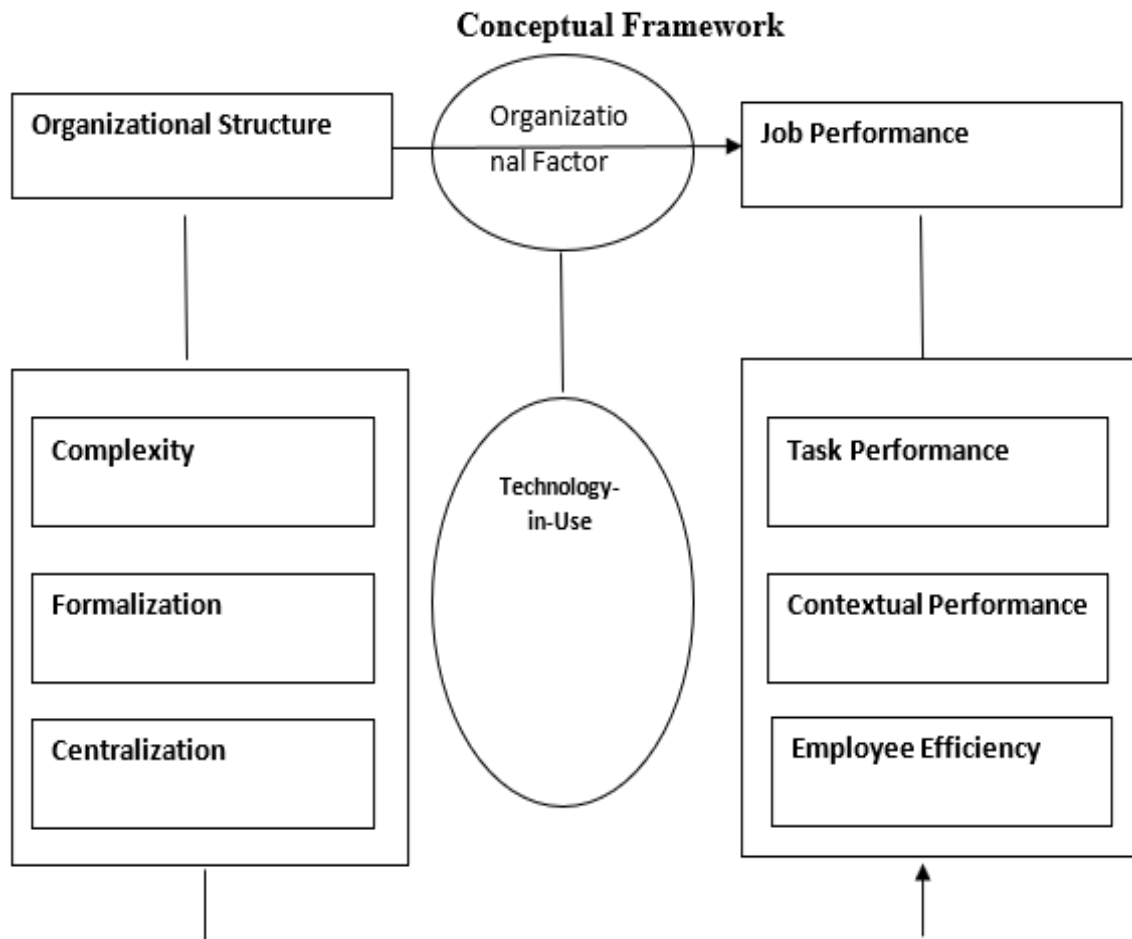 Conceptual Framework
Organizational Structure
Organizatio
nal Factor
Job Performance
Complexity
Formalization
Centralization
Technology-
in-Use
Task Performance
Contextual Performance
Employee Efficiency